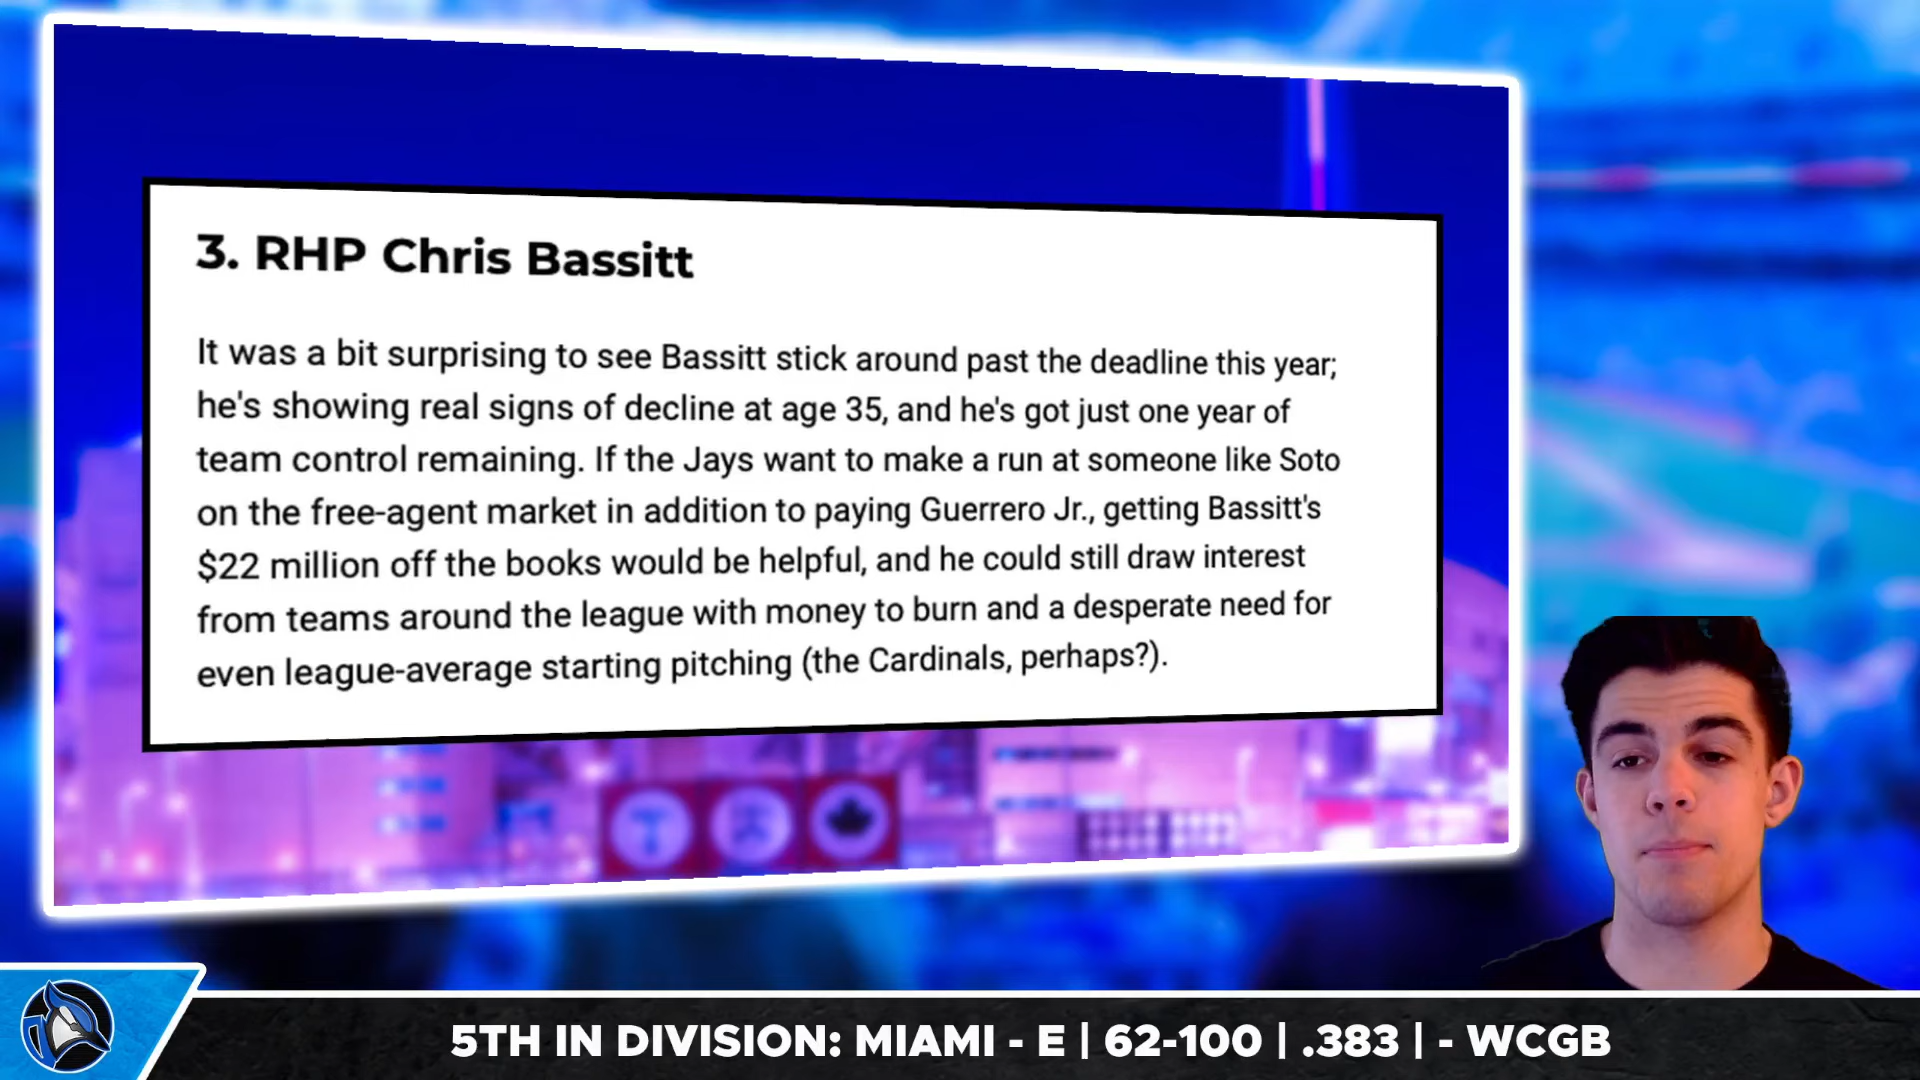 3. RHP Chris Bassitt
It was a bit surprising to see Bassitt stick around past the deadline this year;
he's showing real signs of decline at age 35, and he's got just one year of
team control remaining. If the Jays want to make a run at someone like Soto
on the free-agent market in addition to paying Guerrero Jr., getting Bassitt's
$22 million off the books would be helpful, and he could still draw interest
from teams around the league with money to burn and a desperate need for
even league-average starting pitching (the Cardinals, perhaps?).
5TH IN DIVISION: MIAMI - E | 62-100 | .383 | - WCGB